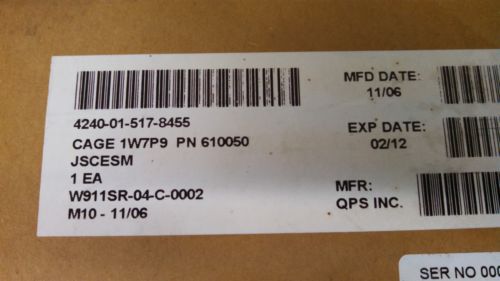 4240-01-517-8455
CAGE 1W7P9 PN 610050
JSCESM
1 EA
W911SR-04-C-0002
M10 - 11/06
MFD DATE:
11/06
EXP DATE:
02/12
MFR:
QPS INC.
SER NO 000